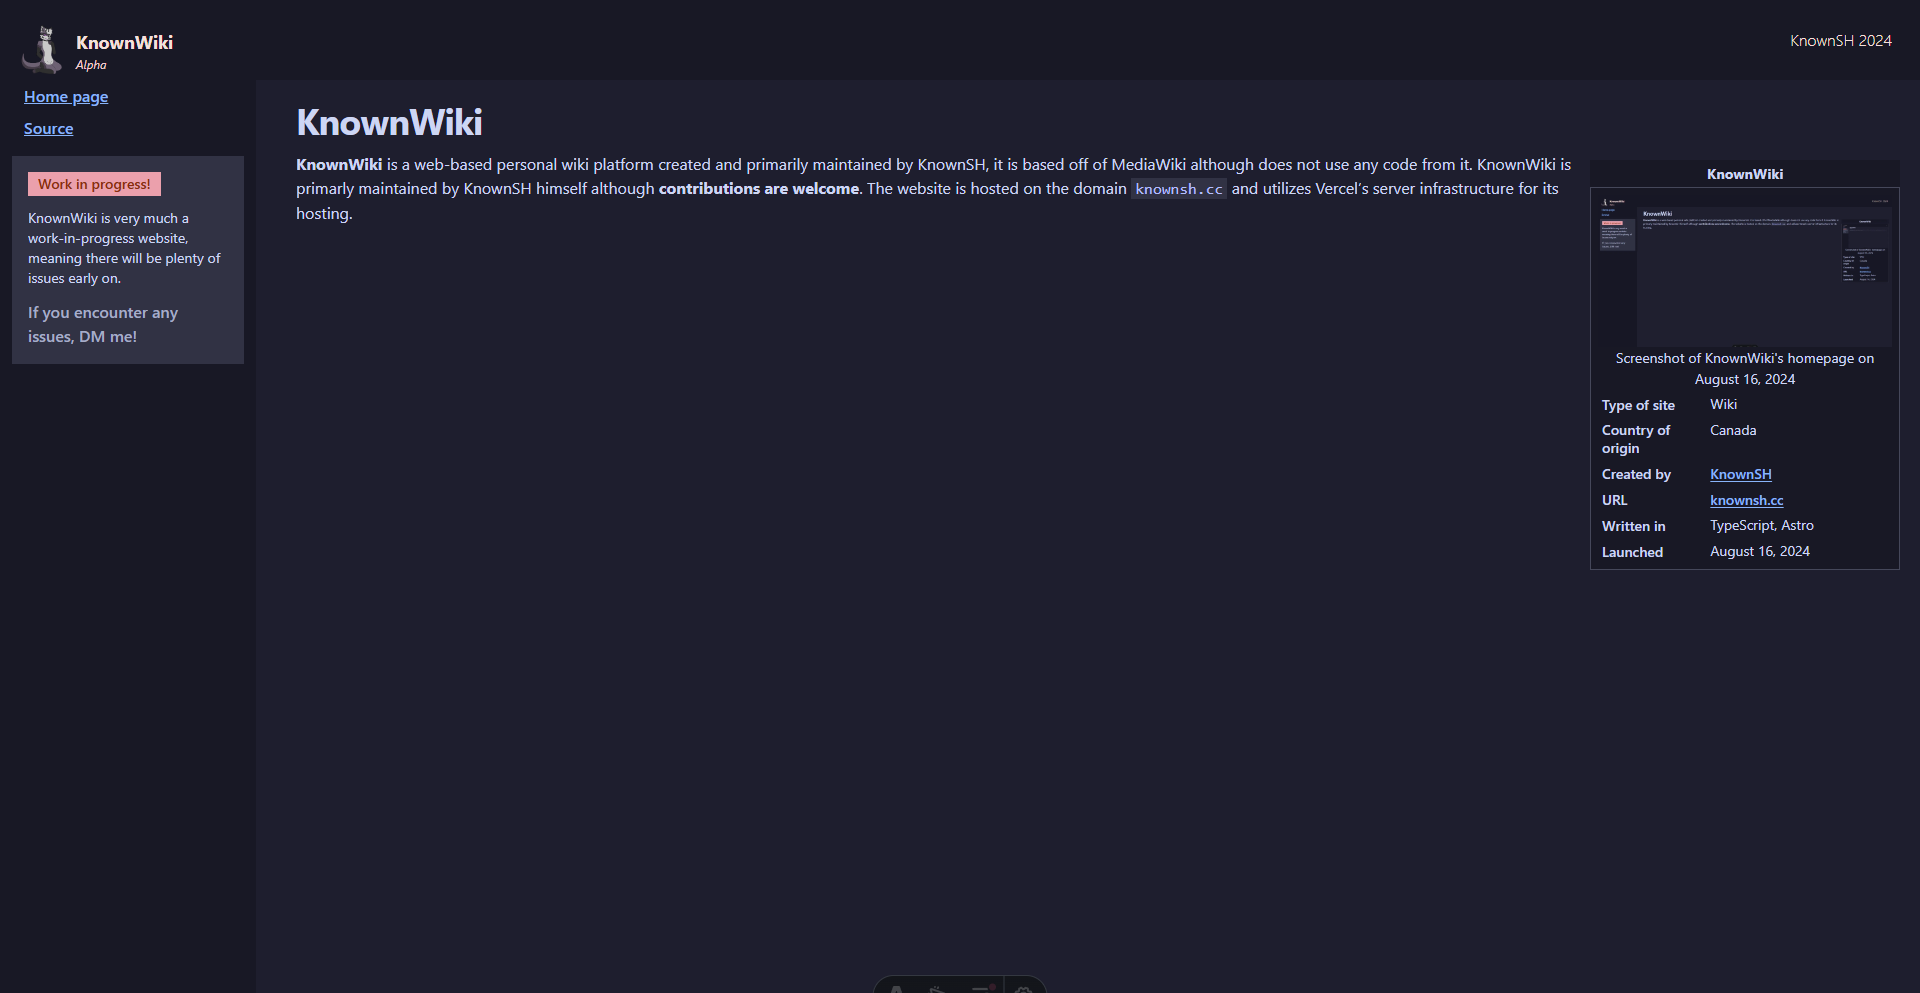 KnownWiki
Alpha
KnownSH 2024
Home page
Source
Work in progress!
KnownWiki is very much a
work-in-progress website,
meaning there will be plenty of
issues early on.
If you encounter any
issues, DM me!
KnownWiki
KnownWiki is a web-based personal wiki platform created and primarily maintained by KnownSH, it is based off of MediaWiki although does not use any code from it. KnownWiki is
primarly maintained by KnownSH himself although contributions are welcome. The website is hosted on the domain knownsh.cc and utilizes Vercel's server infrastructure for its
hosting.
KnownWiki
KnownWiki
Screenshot of KnownWiki's homepage on
August 16, 2024
Type of site Wiki
Country of Canada
origin
Created by KnownSH
URL knownsh.cc
Written in TypeScript, Astro
Launched August 16, 2024